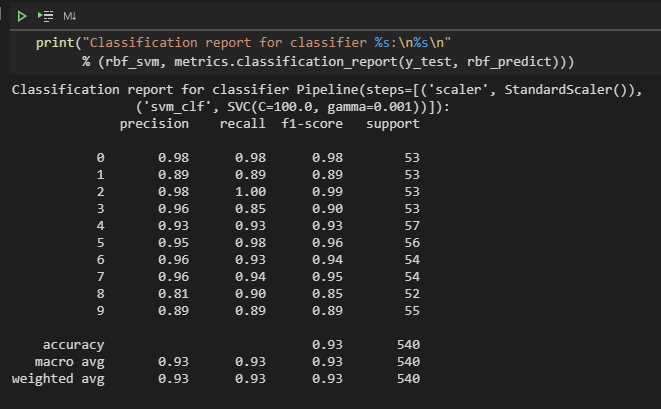 M↓
print("Classification report for classifier %s:\n%s\n"
% (rbf_svm, metrics.classification_report(y_test, rbf_predict)))
Classification report for classifier Pipeline(steps=[('scaler', StandardScaler()),
('svm_clf', SVC(C=100.0, gamma=0.001))]):
precision recall f1-score support
0 0.98 0.98 0.98 53
1 0.89 0.89 0.89 53
2 0.98 1.00 0.99 53
3 0.96 0.85 0.90 53
4 0.93 0.93 0.93 57
5 0.95 0.98 0.96 56
6 0.96 0.93 0.94 54
7 0.96 0.94 0.95 54
8 0.81 0.90 0.85 52
9 0.89 0.89 0.89 55
accuracy 0.93 540
macro avg 0.93 0.93 0.93 540
weighted avg 0.93 0.93 0.93 540